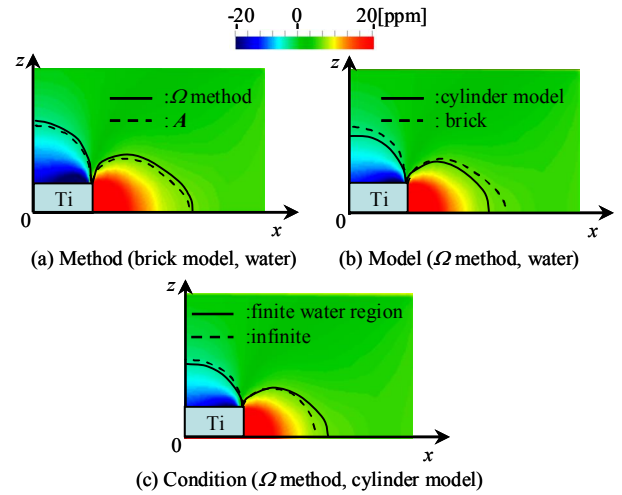 -20 0 20[ppm]
z
:Ω method
:A
Ti
0
x
(a) Method (brick model, water)
z
:cylinder model
:brick
Ti
0
x
(b) Model (Ω method, water)
z
:finite water region
:infinite
Ti
0
x
(c) Condition (Ω method, cylinder model)